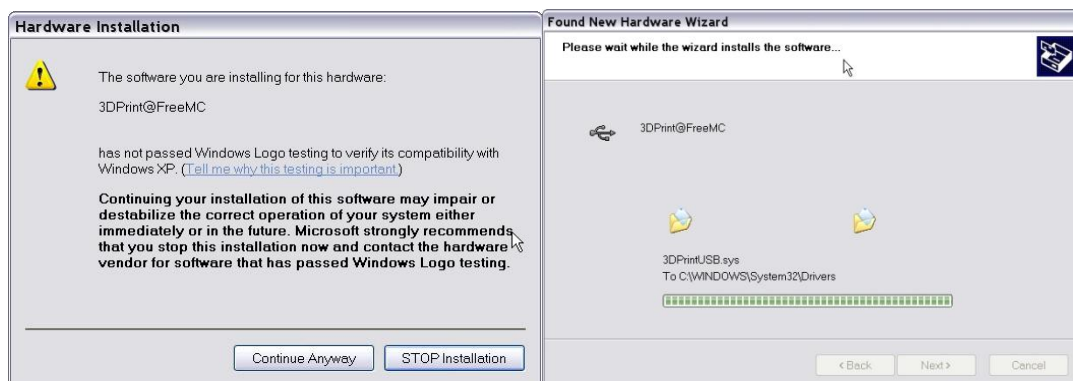 Hardware Installation
The software you are installing for this hardware:
3DPrint@FreeMC
has not passed Windows Logo testing to verify its compatibility with
Windows XP. (Tell me why this testing is important.)
Continuing your installation of this software may impair or
destabilize the correct operation of your system either
immediately or in the future. Microsoft strongly recommends
that you stop this installation now and contact the hardware
vendor for software that has passed Windows Logo testing.
Continue Anyway
STOP Installation
Found New Hardware Wizard
Please wait while the wizard installs the software...
3DPrint@FreeMC
3DPrintUSB.sys
To C:\WINDOWS\System32\Drivers
< Back
Next >
Cancel